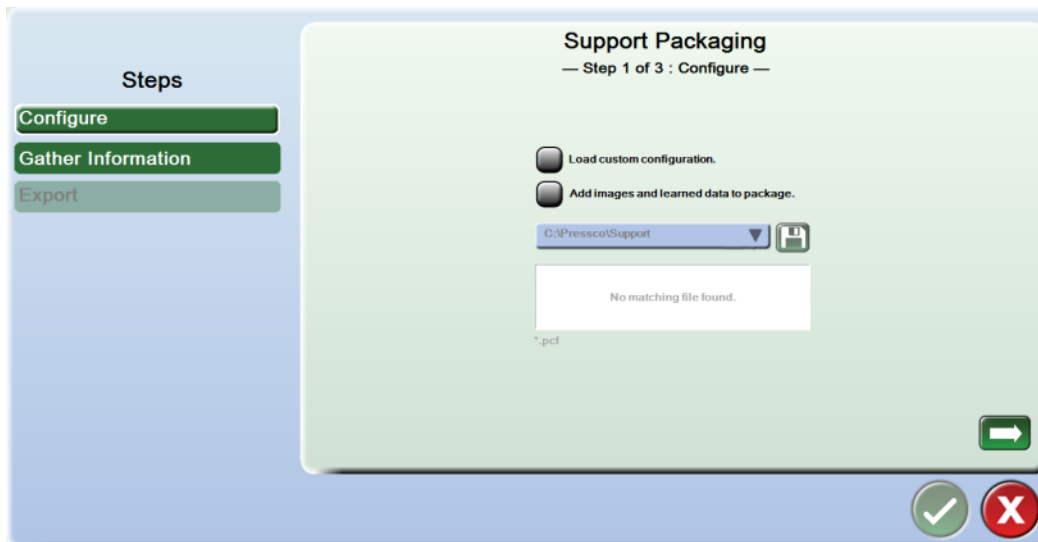 Steps
Configure
Gather Information
Export
Support Packaging
— Step 1 of 3 : Configure —
Load custom configuration.
Add images and learned data to package.
C:\Pressco\Support
No matching file found.
*.pcf
X